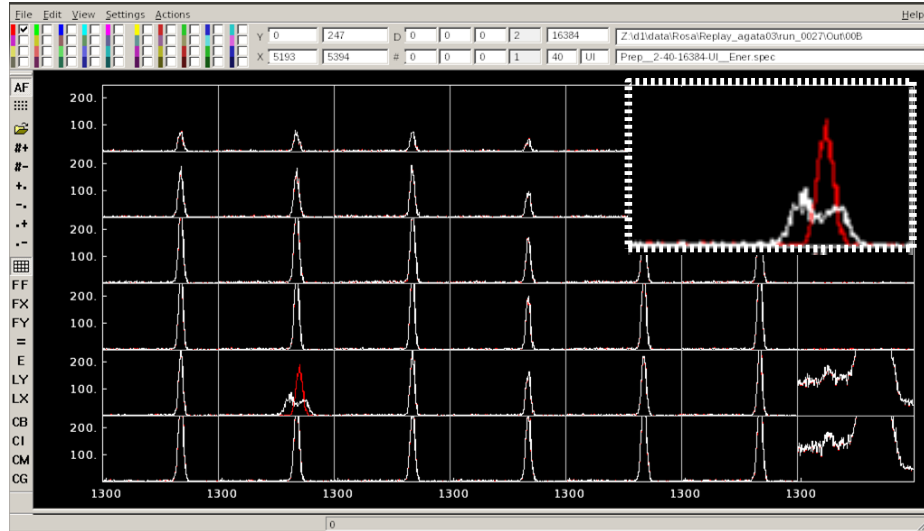 File Edit View Settings Actions Help
Y 0 247 D 0 0 0 2 16384 Z:\d1\data\Rosa\Replay_agata03\run_0027\Out\00B
X 5193 5394 # 0 0 0 1 40 UI Prep__2-40-16384-UI__Ener.spec
AF
#+
#-
+.
-.
.+
.-
FF
FX
FY
=
E
LY
LX
CB
CI
CM
CG
200.
100.
200.
100.
200.
100.
200.
100.
200.
100.
200.
100.
1300 1300 1300 1300 1300 1300 1300
0